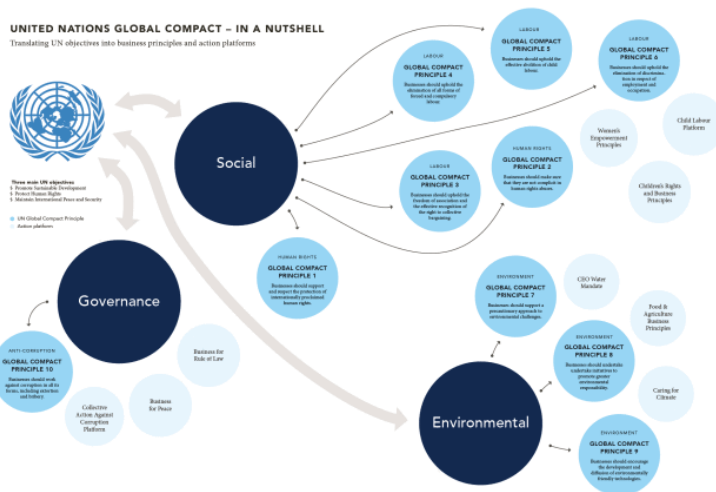 UNITED NATIONS GLOBAL COMPACT – IN A NUTSHELL
Translating UN objectives into business principles and action platforms
Three main UN objectives
§ Promote Sustainable Development
§ Protect Human Rights
§ Maintain International Peace and Security
UN Global Compact Principle
Action platform
Social
LABOUR
GLOBAL COMPACT
PRINCIPLE 4
Businesses should uphold the
elimination of all forms of
forced and compulsory
labour.
LABOUR
GLOBAL COMPACT
PRINCIPLE 5
Businesses should uphold the
effective abolition of child
labour.
LABOUR
GLOBAL COMPACT
PRINCIPLE 6
Businesses should uphold the
elimination of discrimina-
tion in respect of
employment and
occupation.
Women's
Empowerment
Principles
Child Labour
Platform
Children's Rights
and Business
Principles
HUMAN RIGHTS
GLOBAL COMPACT
PRINCIPLE 2
Businesses should make sure
that they are not complicit in
human rights abuses.
LABOUR
GLOBAL COMPACT
PRINCIPLE 3
Businesses should uphold the
freedom of association and
the effective recognition of
the right to collective
bargaining.
HUMAN RIGHTS
GLOBAL COMPACT
PRINCIPLE 1
Businesses should support
and respect the protection of
internationally proclaimed
human rights.
Governance
ANTI-CORRUPTION
GLOBAL COMPACT
PRINCIPLE 10
Businesses should work
against corruption in all its
forms, including extortion
and bribery.
Collective
Action Against
Corruption
Platform
Business
for Peace
Business for
Rule of Law
Environmental
ENVIRONMENT
GLOBAL COMPACT
PRINCIPLE 7
Businesses should support a
precautionary approach to
environmental challenges.
CEO Water
Mandate
Food &
Agriculture
Business
Principles
ENVIRONMENT
GLOBAL COMPACT
PRINCIPLE 8
Businesses should undertake
undertake initiatives to
promote greater
environmental
responsibility.
Caring for
Climate
ENVIRONMENT
GLOBAL COMPACT
PRINCIPLE 9
Businesses should encourage
the development and
diffusion of environmentally
friendly technologies.